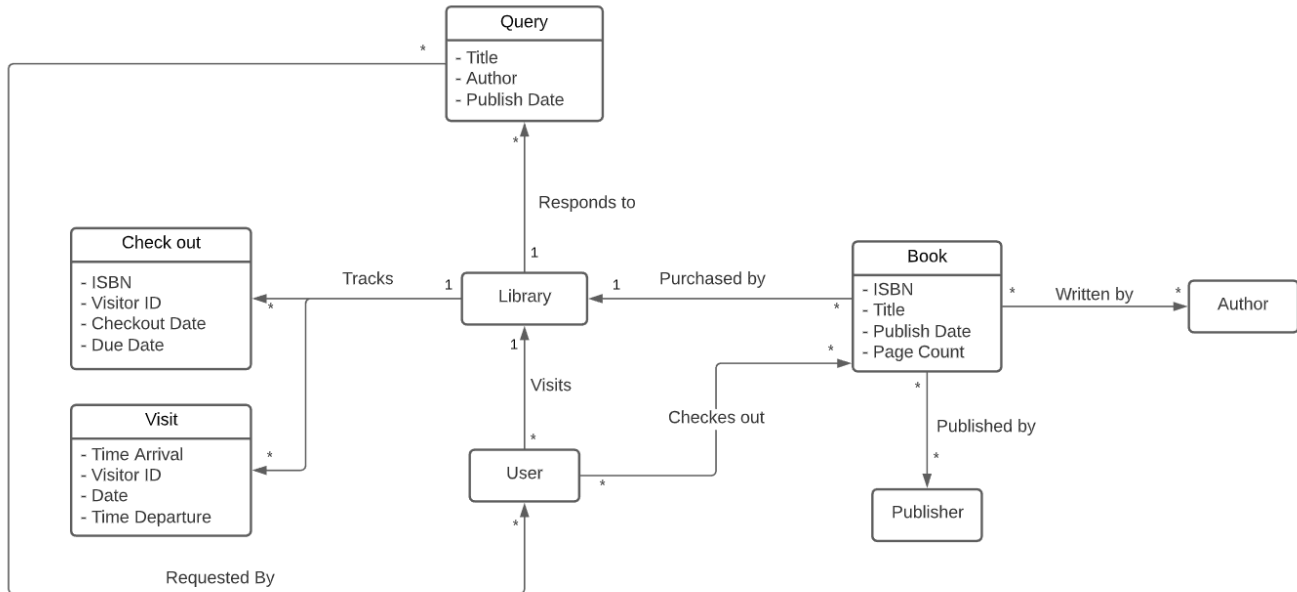 Query
*
- Title
- Author
- Publish Date
*
Responds to
1
Check out
- ISBN
- Visitor ID
- Checkout Date
- Due Date
Tracks
*
1
Library
1
Purchased by
1
*
Book
- ISBN
- Title
- Publish Date
- Page Count
*
Written by
*
Author
*
Visits
Checkes out
*
Published by
*
Visit
- Time Arrival
- Visitor ID
- Date
- Time Departure
*
*
User
*
Publisher
*
Requested By